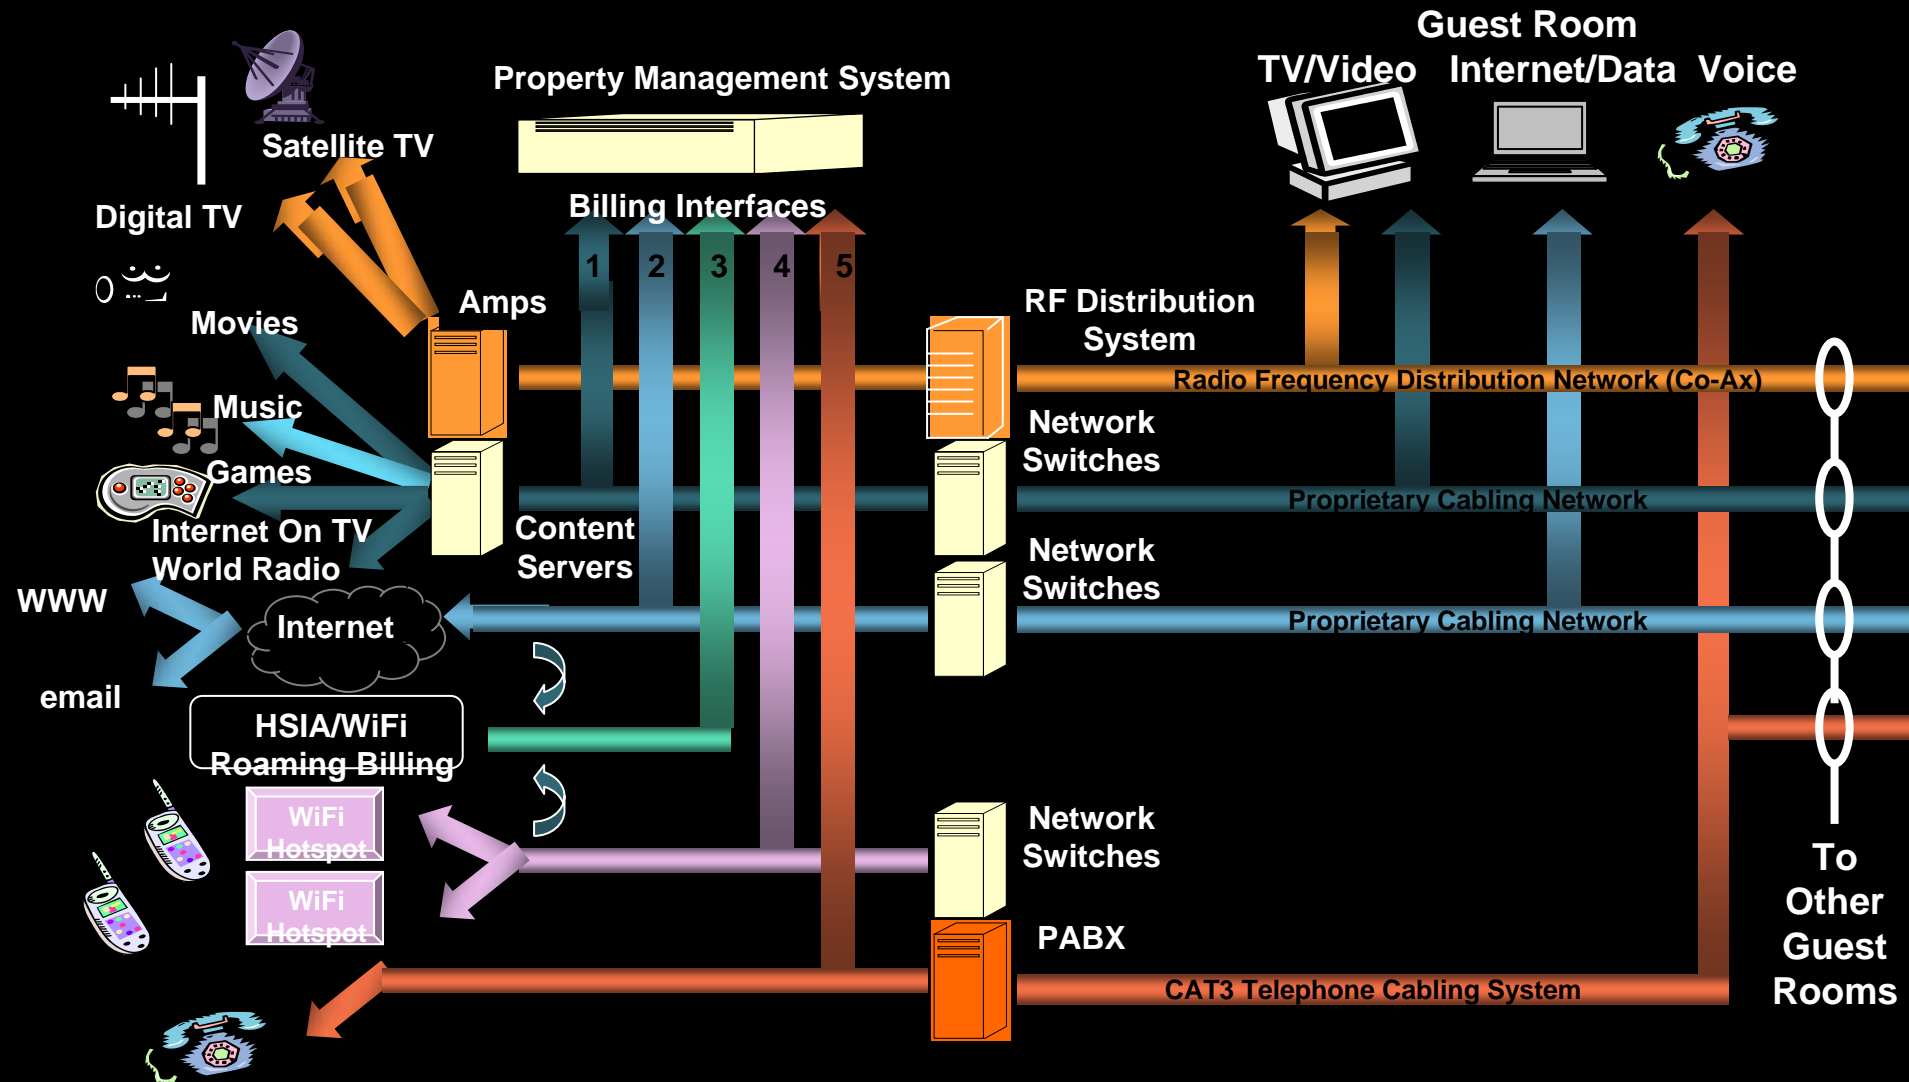 Guest Room
TV/Video Internet/Data Voice
Property Management System
Satellite TV
Digital TV
Billing Interfaces
1 2 3 4 5
Amps
RF Distribution
System
Movies
Radio Frequency Distribution Network (Co-Ax)
Music
Network
Switches
Games
Proprietary Cabling Network
Internet On TV
World Radio
Content
Servers
Network
Switches
WWW
Internet
Proprietary Cabling Network
email
HSIA/WiFi
Roaming Billing
WiFi
Hotspot
WiFi
Hotspot
Network
Switches
PABX
CAT3 Telephone Cabling System
To
Other
Guest
Rooms